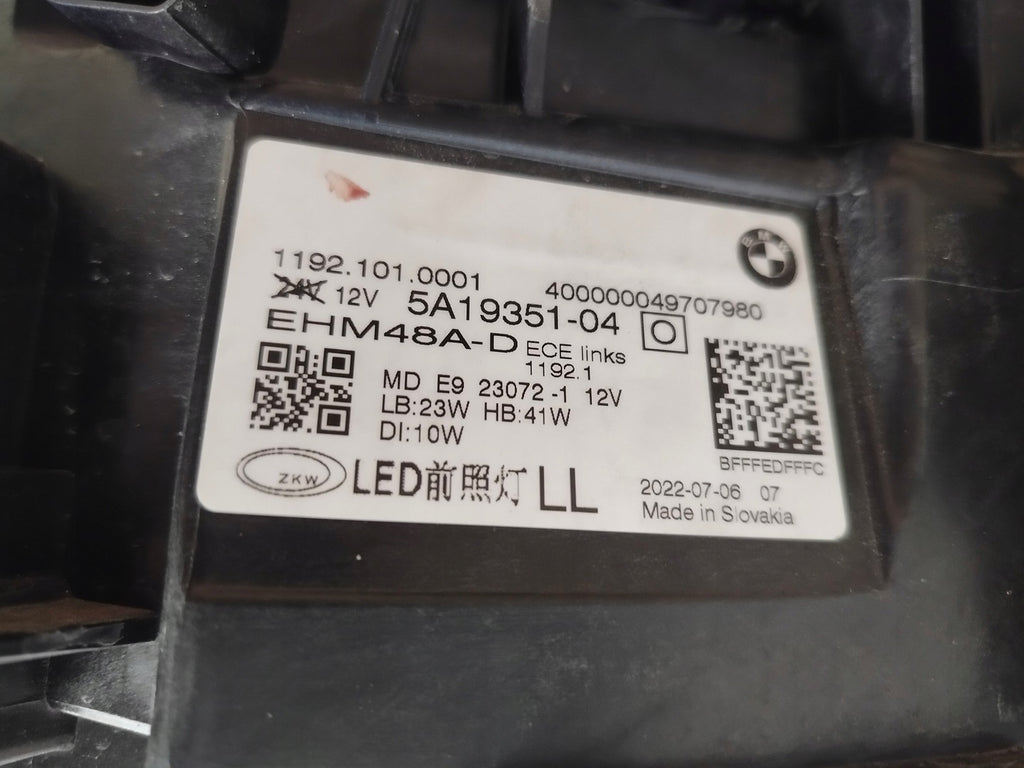 BMW
1192.101.0001
400000049707980
24V 12V 5A19351-04 O
EHM48A-D ECE links
1192.1
MD E9 23072 -1 12V
LB:23W HB:41W
DI:10W
BFFFEDFFFC
ZKW LED前照灯 LL
2022-07-06 07
Made in Slovakia